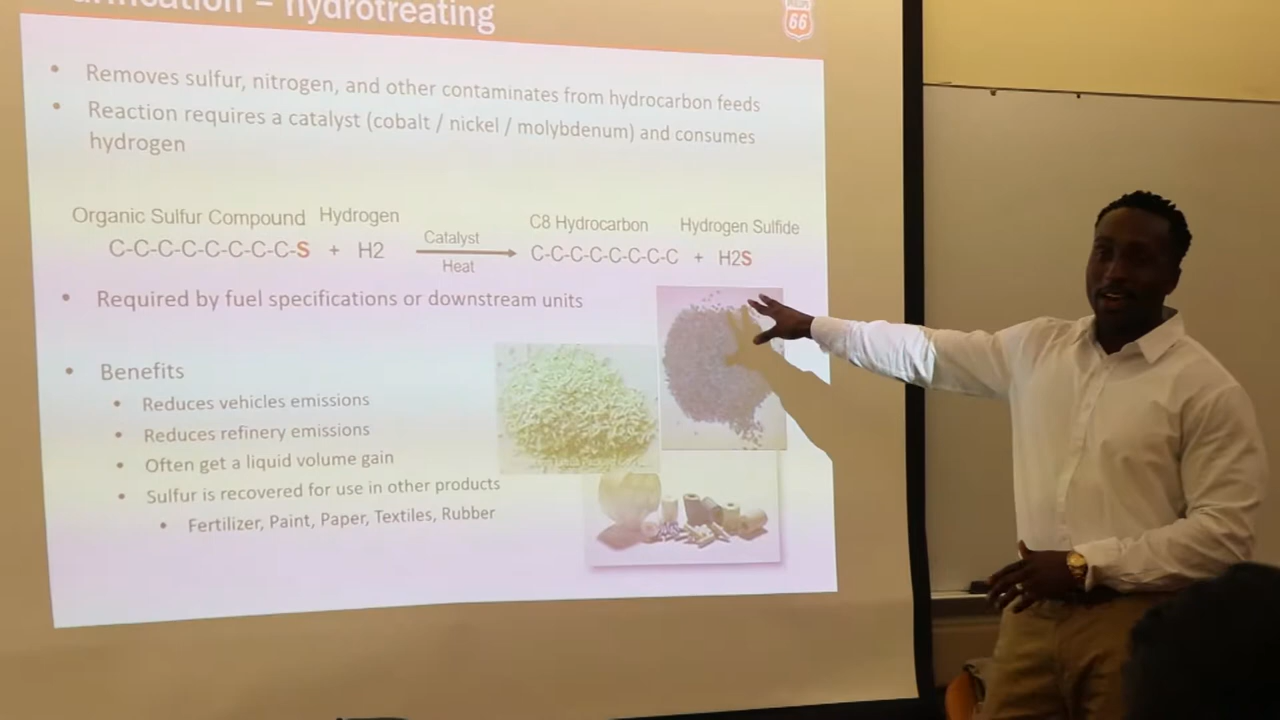 – hydrotreating
66
• Removes sulfur, nitrogen, and other contaminates from hydrocarbon feeds
• Reaction requires a catalyst (cobalt / nickel / molybdenum) and consumes
hydrogen
Organic Sulfur Compound Hydrogen C8 Hydrocarbon Hydrogen Sulfide
C-C-C-C-C-C-C-C-S + H2 Catalyst Heat C-C-C-C-C-C-C + H2S
• Required by fuel specifications or downstream units
• Benefits
• Reduces vehicles emissions
• Reduces refinery emissions
• Often get a liquid volume gain
• Sulfur is recovered for use in other products
• Fertilizer, Paint, Paper, Textiles, Rubber